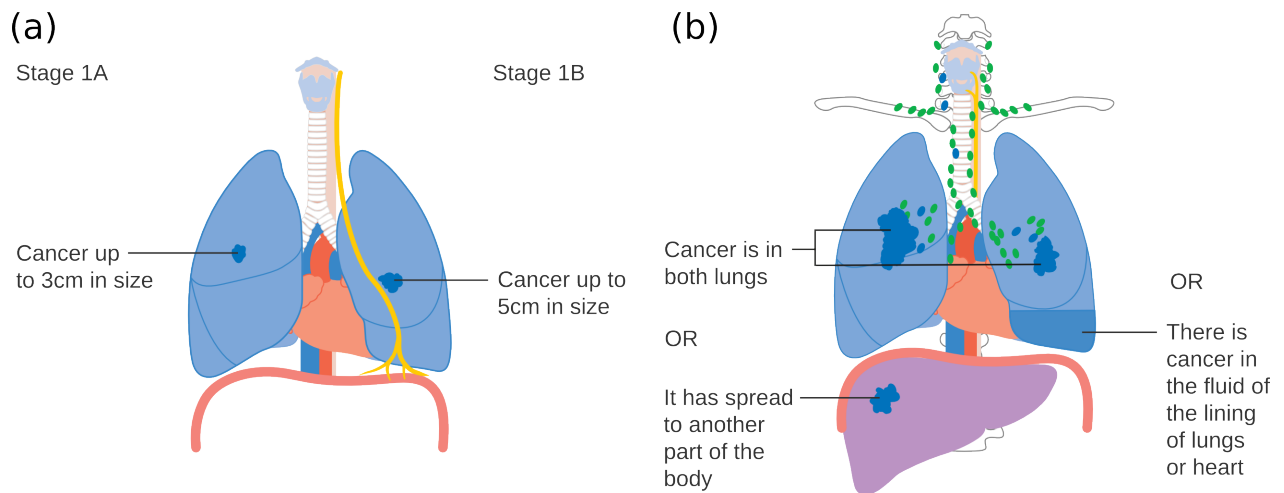 (a)
Stage 1A
Stage 1B
Cancer up
to 3cm in size
Cancer up to
5cm in size
(b)
Cancer is in
both lungs
OR
It has spread
to another
part of the
body
OR
There is
cancer in
the fluid of
the lining
of lungs
or heart